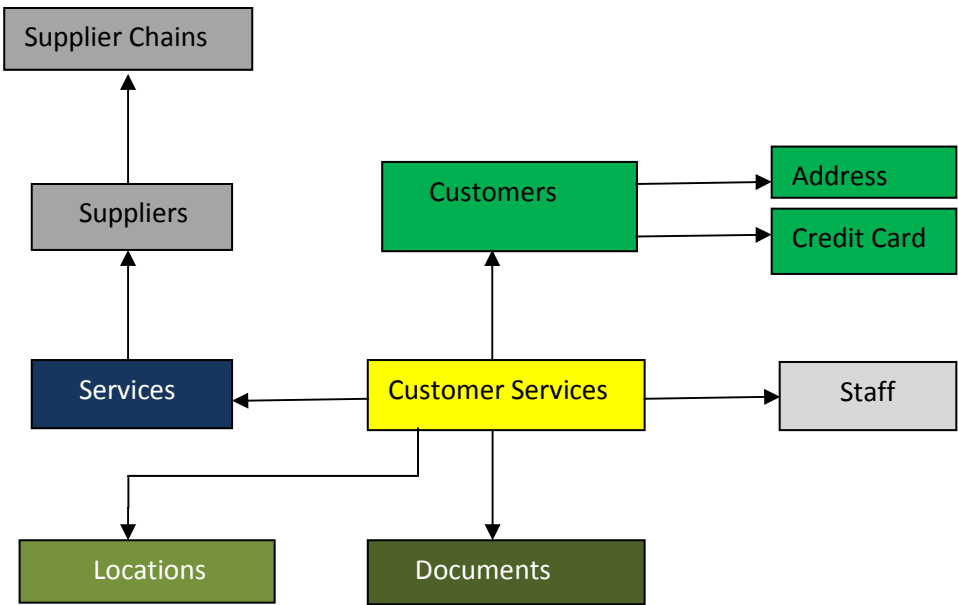 Supplier Chains
Suppliers
Customers
Address
Credit Card
Services
Customer Services
Staff
Locations
Documents